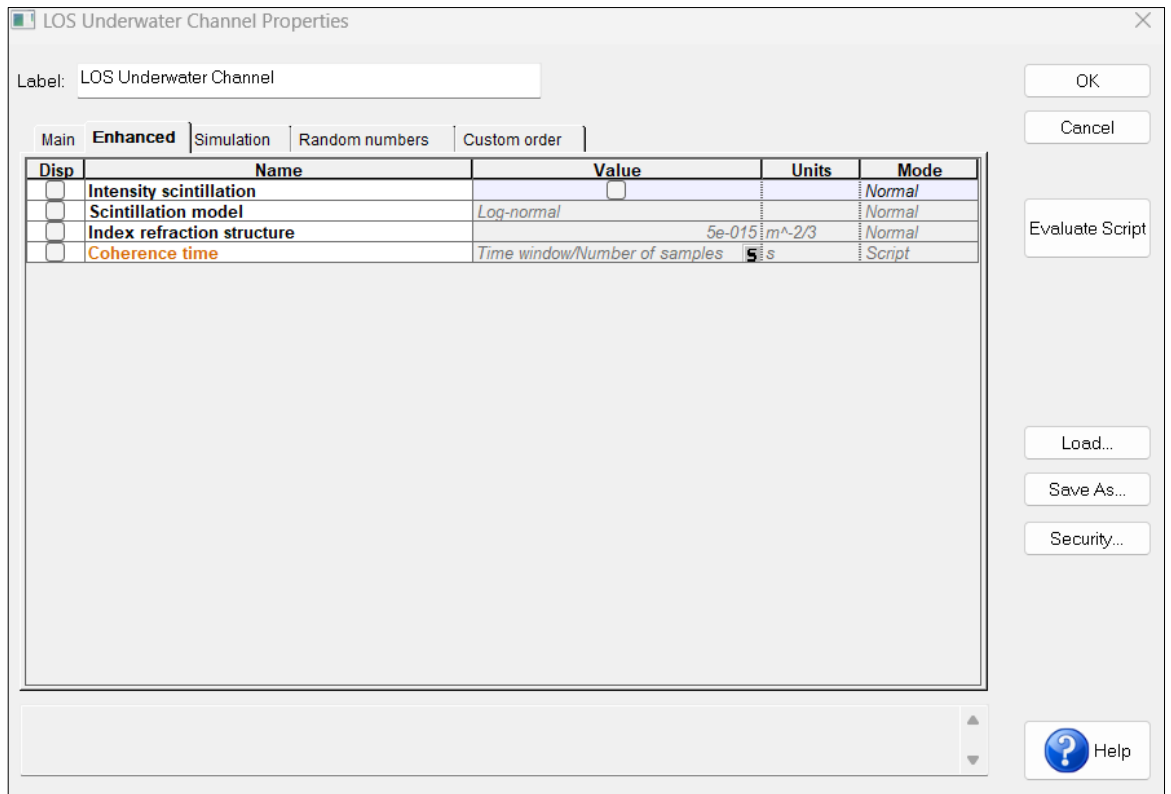 LOS Underwater Channel Properties
Label: LOS Underwater Channel
OK
Cancel
Main Enhanced Simulation Random numbers Custom order
Disp Name Value Units Mode
Intensity scintillation Normal
Scintillation model Log-normal Normal
Index refraction structure 5e-015 m^-2/3 Normal
Coherence time Time window/Number of samples S s Script
Evaluate Script
Load...
Save As...
Security...
? Help